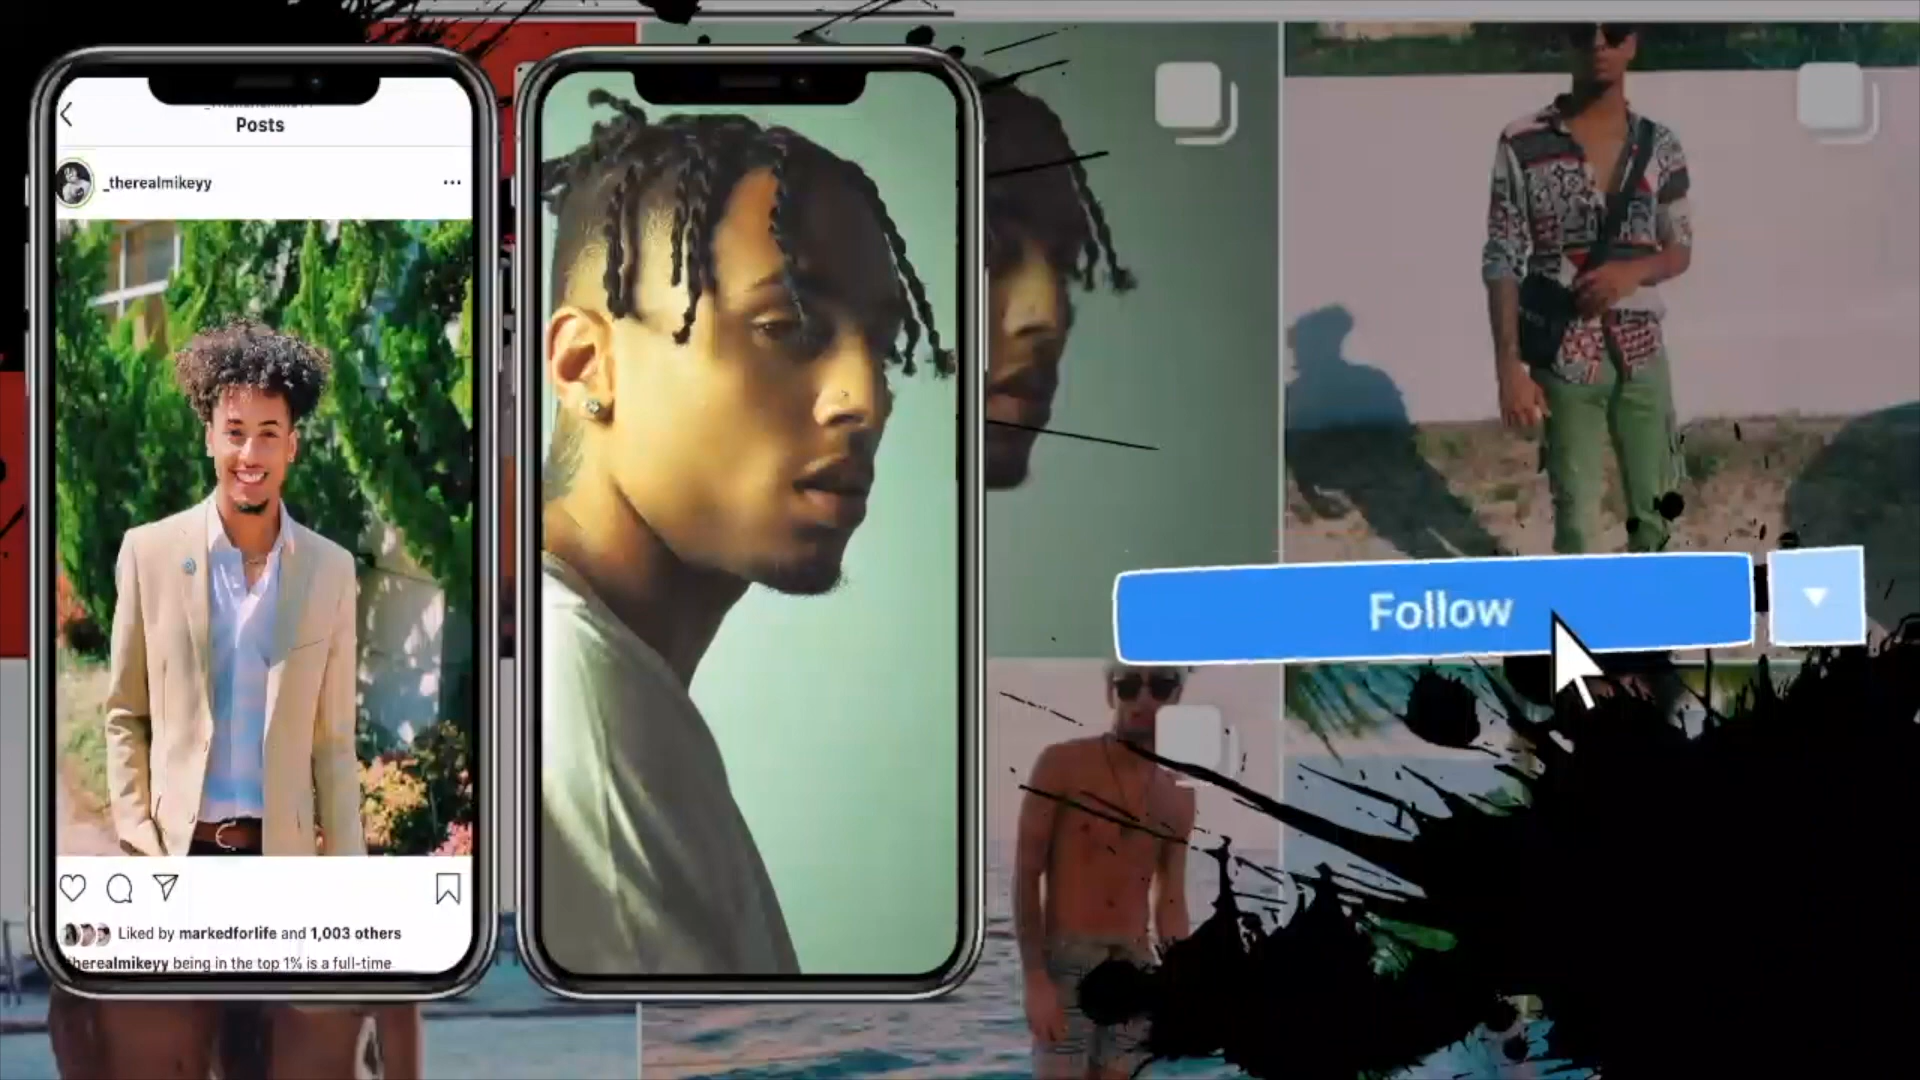 Posts
_therealmikeyy
Follow
Liked by markedforlife and 1,003 others
therealmikeyy being in the top 1% is a full-time